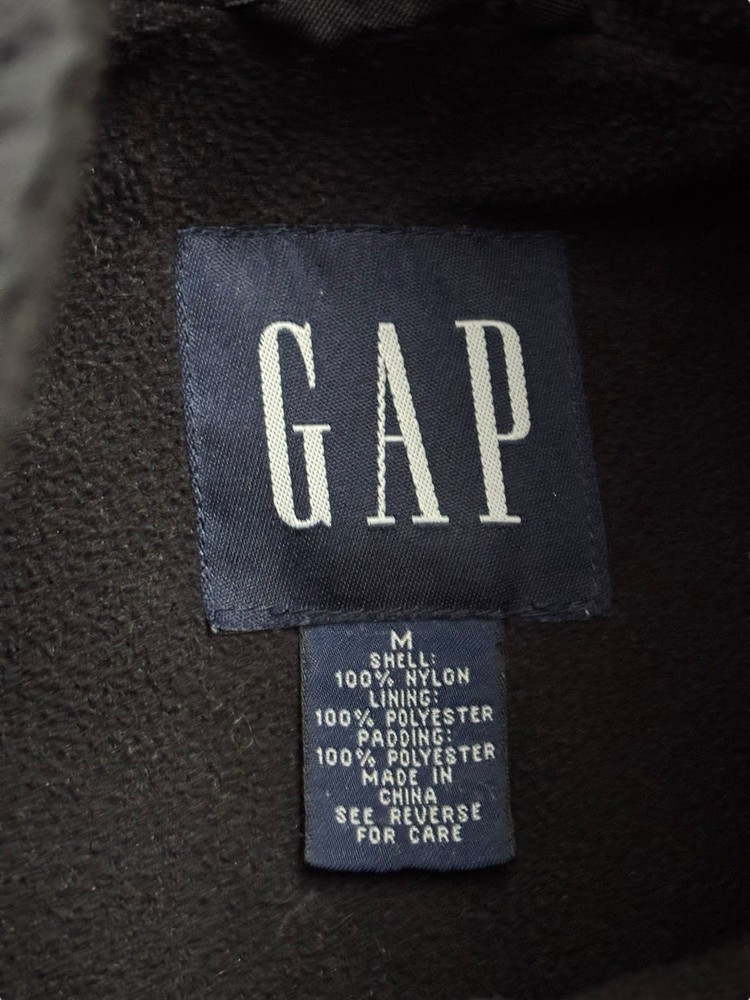 GAP
M
SHELL:
100% NYLON
LINING:
100% POLYESTER
PADDING:
100% POLYESTER
MADE IN
CHINA
SEE REVERSE
FOR CARE